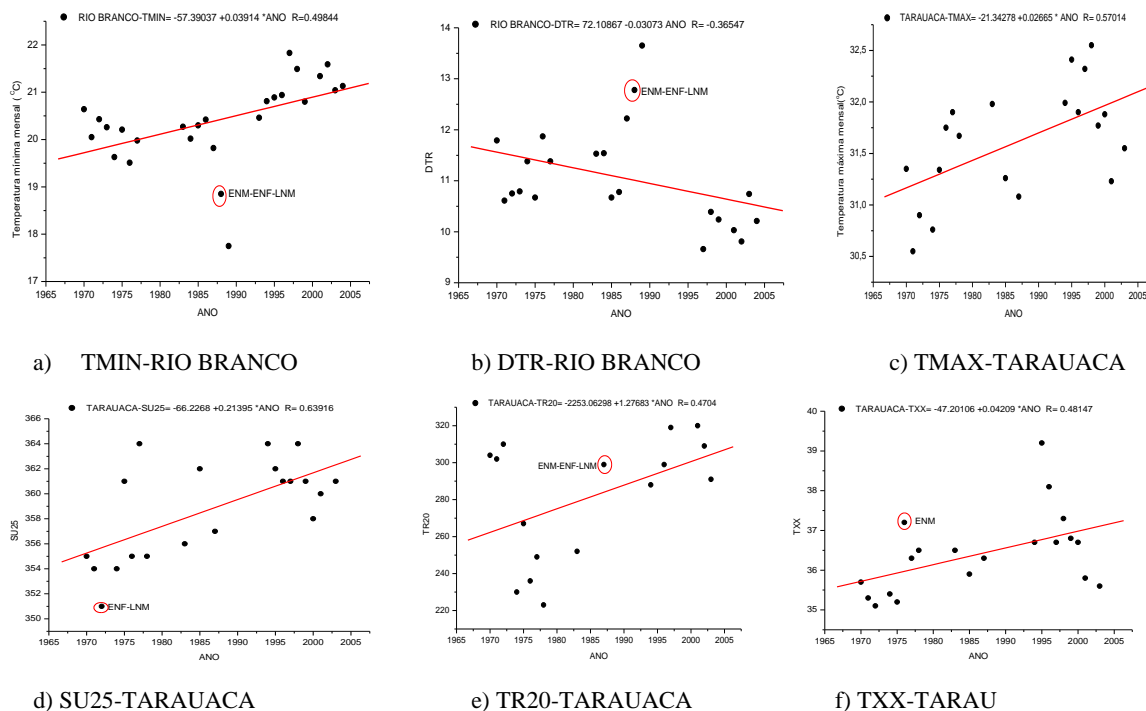 RIO BRANCO-TMIN= -57.39037 +0.03914 *ANO R=0.49844
Temperatura mínima mensal (°C)
22
21
20
19
18
17
ENM-ENF-LNM
1965 1970 1975 1980 1985 1990 1995 2000 2005
ANO
a) TMIN-RIO BRANCO
RIO BRANCO-DTR= 72.10867 -0.03073 ANO R= -0.36547
DTR
14
13
12
11
10
9
ENM-ENF-LNM
1965 1970 1975 1980 1985 1990 1995 2000 2005
ANO
b) DTR-RIO BRANCO
TARAUACA-TMAX= -21.34278 +0.02665 * ANO R= 0.57014
Temperatura máxima mensal(°C)
32,5
32,0
31,5
31,0
30,5
1965 1970 1975 1980 1985 1990 1995 2000 2005
ANO
c) TMAX-TARAUACA
TARAUACA-SU25= -66.2268 +0.21395 *ANO R= 0.63916
SU25
366
364
362
360
358
356
354
352
350
ENF-LNM
1965 1970 1975 1980 1985 1990 1995 2000 2005
ANO
d) SU25-TARAUACA
TARAUACA-TR20= -2253.06298 +1.27683 *ANO R= 0.4704
TR20
320
300
280
260
240
220
ENM-ENF-LNM
1965 1970 1975 1980 1985 1990 1995 2000 2005
ANO
e) TR20-TARAUACA
TARAUACA-TXX= -47.20106 +0.04209 *ANO R= 0.48147
TXX
40
39
38
37
36
35
ENM
1965 1970 1975 1980 1985 1990 1995 2000 2005
ANO
f) TXX-TARAU